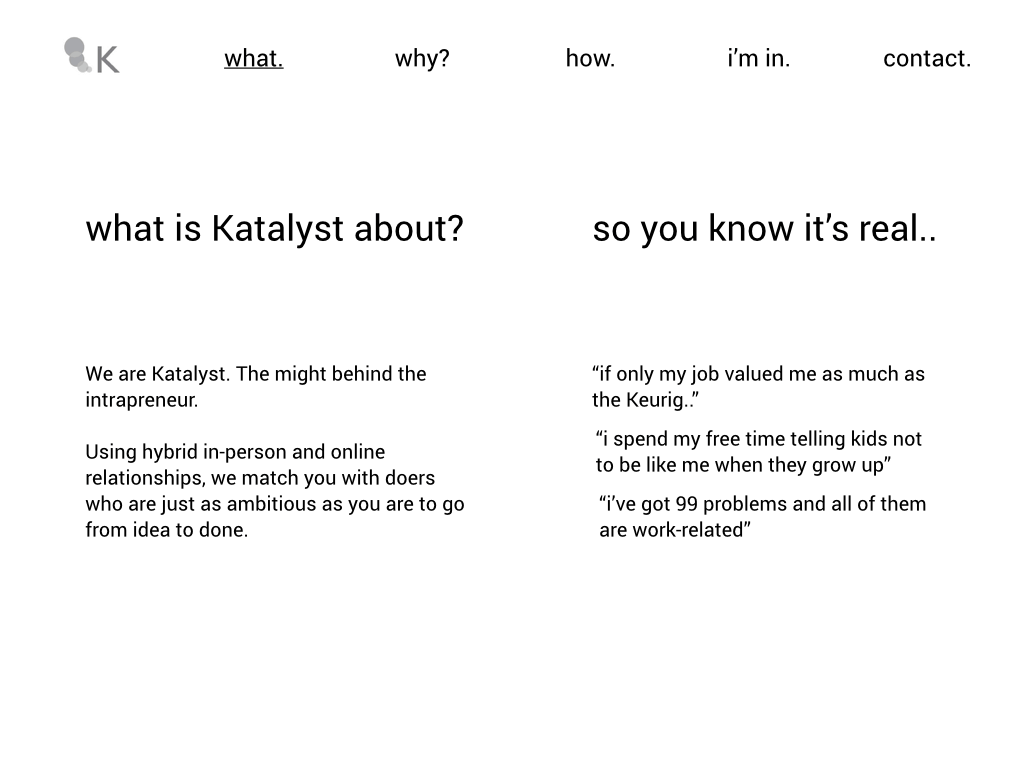 K
what.
why?
how.
i’m in.
contact.
what is Katalyst about?
so you know it’s real..
We are Katalyst. The might behind the
intrapreneur.
Using hybrid in-person and online
relationships, we match you with doers
who are just as ambitious as you are to go
from idea to done.
“if only my job valued me as much as
the Keurig..”
“i spend my free time telling kids not
to be like me when they grow up”
“i’ve got 99 problems and all of them
are work-related”